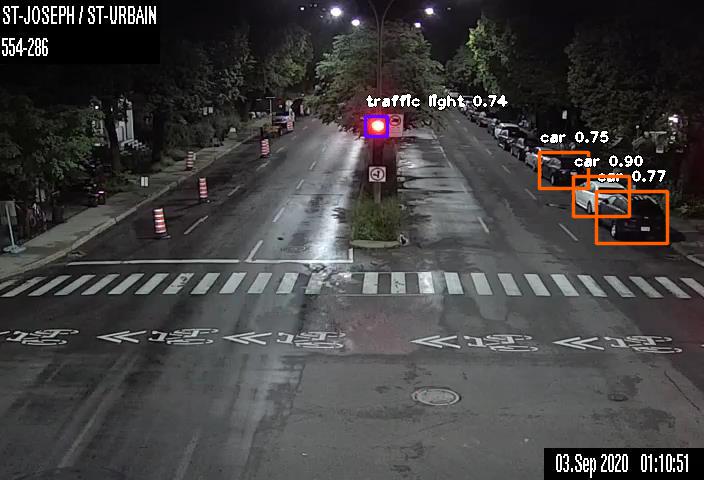 ST-JOSEPH / ST-URBAIN
554-286
traffic light 0.74
car 0.75
car 0.90
car 0.77
03.Sep 2020 01:10:51